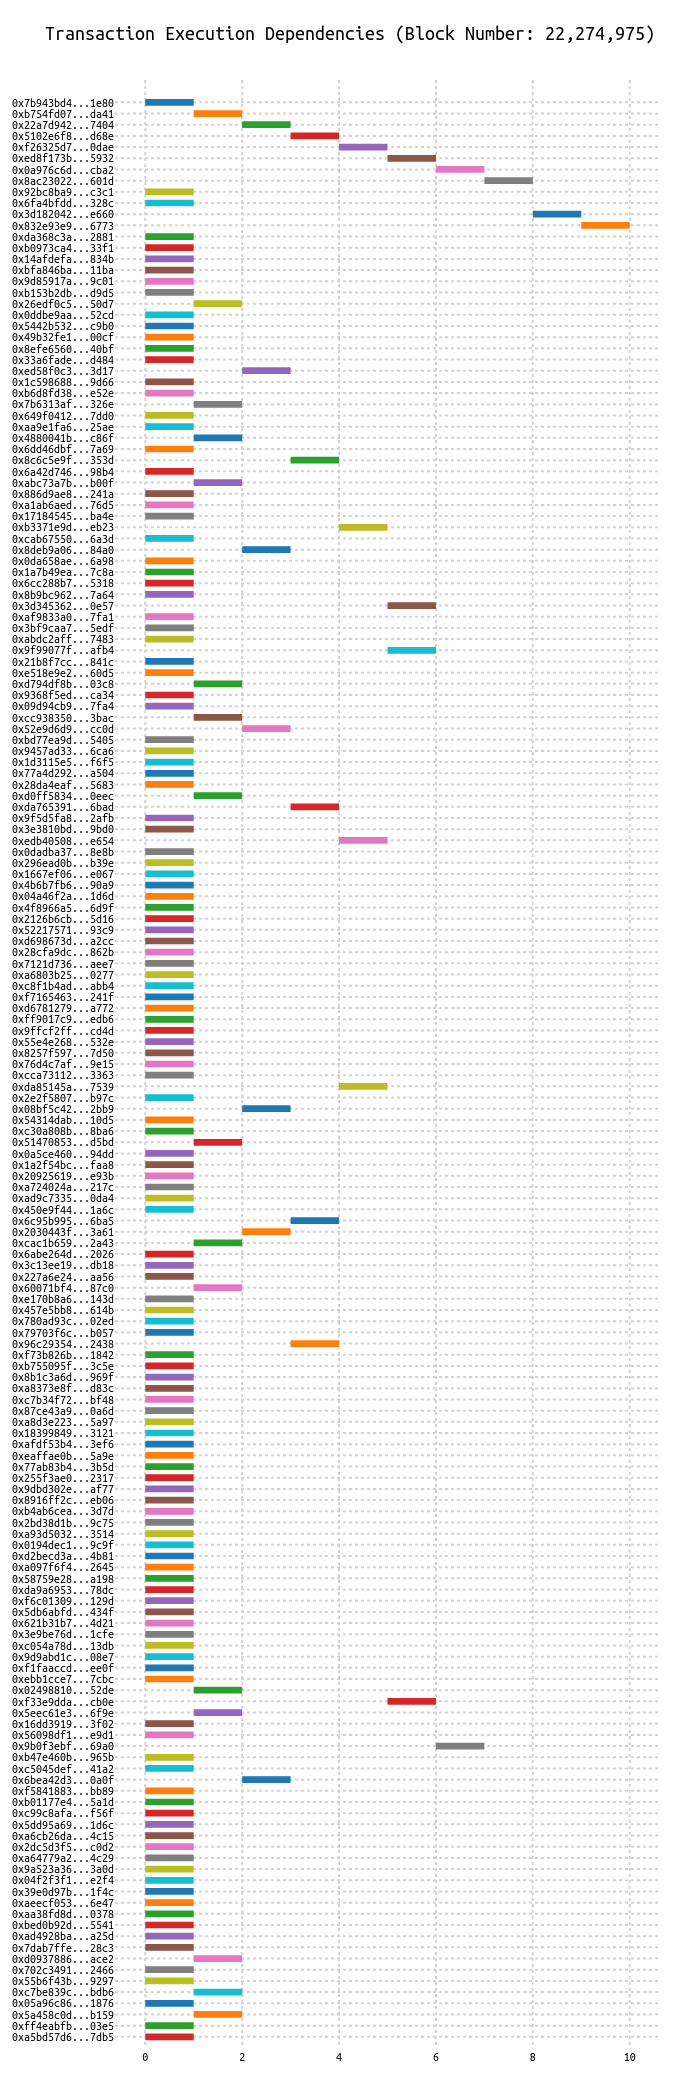 Transaction Execution Dependencies (Block Number: 22,274,975)
0x7b943bd4...1e80
0xb754fd07...da41
0x22a7d942...7404
0x5102e6f8...d68e
0xf26325d7...0dae
0xed8f173b...5932
0x0a976c6d...cba2
0x8ac23022...601d
0x92bc8ba9...c3c1
0x6fa4bfdd...328c
0x3d182042...e660
0x832e93e9...6773
0xda368c3a...2881
0xb0973ca4...33f1
0x14afdefa...834b
0xbfa846ba...11ba
0x9d85917a...9c01
0xb153b2db...d9d5
0x26edf0c5...50d7
0x0ddbe9aa...52cd
0x5442b532...c9b0
0x49b32fe1...00cf
0x8efe6560...40bf
0x33a6fade...d484
0xed58f0c3...3d17
0x1c598688...9d66
0xb6d8fd38...e52e
0x7b6313af...326e
0x649f0412...7dd0
0xaa9e1fa6...25ae
0x4880041b...c86f
0x6dd46dbf...7a69
0x8c6c5e9f...353d
0x6a42d746...98b4
0xabc73a7b...b00f
0x886d9ae8...241a
0xa1ab6aed...76d5
0x17184545...ba4e
0xb3371e9d...eb23
0xcab67550...6a3d
0x8deb9a06...84a0
0x0da658ae...6a98
0x1a7b49ea...7c8a
0x6cc288b7...5318
0x8b9bc962...7a64
0x3d345362...0e57
0xaf9833a0...7fa1
0x3bf9caa7...5edf
0xabdc2aff...7483
0x9f99077f...afb4
0x21b8f7cc...841c
0xe518e9e2...60d5
0xd794df8b...03c8
0x9368f5ed...ca34
0x09d94cb9...7fa4
0xcc938350...3bac
0x52e9d6d9...cc0d
0xbd77ea9d...5405
0x9457ad33...6ca6
0x1d3115e5...f6f5
0x77a4d292...a504
0x28da4eaf...5683
0xd0ff5834...0eec
0xda765391...6bad
0x9f5d5fa8...2afb
0x3e3810bd...9bd0
0xedb40508...e654
0x0dadba37...8e8b
0x296ead0b...b39e
0x1667ef06...e067
0x4b6b7fb6...90a9
0x04a46f2a...1d6d
0x4f8966a5...6d9f
0x2126b6cb...5d16
0x52217571...93c9
0xd698673d...a2cc
0x28cfa9dc...862b
0x7121d736...aee7
0xa6803b25...0277
0xc8f1b4ad...abb4
0xf7165463...241f
0xd6781279...a772
0xff9017c9...edb6
0x9ffcf2ff...cd4d
0x55e4e268...532e
0x8257f597...7d50
0x76d4c7af...9e15
0xcca73112...3363
0xda85145a...7539
0x2e2f5807...b97c
0x08bf5c42...2bb9
0x54314dab...10d5
0xc30a808b...8ba6
0x51470853...d5bd
0x0a5ce460...94dd
0x1a2f54bc...faa8
0x20925619...e93b
0xa724024a...217c
0xad9c7335...0da4
0x450e9f44...1a6c
0x6c95b995...6ba5
0x2030443f...3a61
0xcac1b659...2a43
0x6abe264d...2026
0x3c13ee19...db18
0x227a6e24...aa56
0x60071bf4...87c0
0xe170b8a6...143d
0x457e5bb8...614b
0x780ad93c...02ed
0x79703f6c...b057
0x96c29354...2438
0xf73b826b...1842
0xb755095f...3c5e
0x8b1c3a6d...969f
0xa8373e8f...d83c
0xc7b34f72...bf48
0x87ce43a9...0a6d
0xa8d3e223...5a97
0x18399849...3121
0xafdf53b4...3ef6
0xeaffae0b...5a9e
0x77ab83b4...3b5d
0x255f3ae0...2317
0x9dbd302e...af77
0x8916ff2c...eb06
0xb4ab6cea...3d7d
0x2bd38d1b...9c75
0xa93d5032...3514
0x0194dec1...9c9f
0xd2becd3a...4b81
0xa097f6f4...2645
0x58759e28...a198
0xda9a6953...78dc
0xf6c01309...129d
0x5db6abfd...434f
0x621b31b7...4d21
0x3e9be76d...1cfe
0xc054a78d...13db
0x9d9abd1c...08e7
0xf1faaccd...ee0f
0xebb1cce7...7cbc
0x02498810...52de
0xf33e9dda...cb0e
0x5eec61e3...6f9e
0x16dd3919...3f02
0x56098df1...e9d1
0x9b0f3ebf...69a0
0xb47e460b...965b
0xc5045def...41a2
0x6bea42d3...0a0f
0xf5841883...bb89
0xb01177e4...5a1d
0xc99c8afa...f56f
0x5dd95a69...1d6c
0xa6cb26da...4c15
0x2dc5d3f5...c0d2
0xa64779a2...4c29
0x9a523a36...3a0d
0x04f2f3f1...e2f4
0x39e0d97b...1f4c
0xaeecf053...6e47
0xaa38fd8d...0378
0xbed0b92d...5541
0xad4928ba...a25d
0x7dab7ffe...28c3
0xd0937886...ace2
0x702c3491...2466
0x55b6f43b...9297
0xc7be839c...bdb6
0x05a96c86...1876
0x5a458c0d...b159
0xff4eabfb...03e5
0xa5bd57d6...7db5
0 2 4 6 8 10